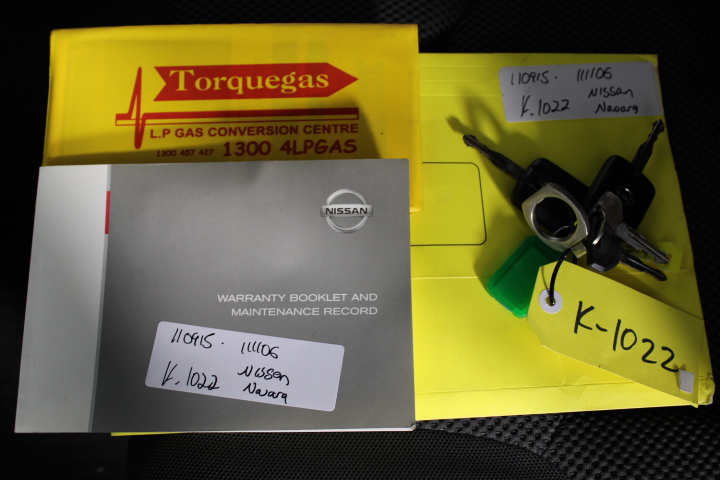 Torquegas
L.P GAS CONVERSION CENTRE
1300 457 427 1300 4LPGAS
110915. 111106
K.1022 Nissan
Navara
NISSAN
WARRANTY BOOKLET AND
MAINTENANCE RECORD
110915. 111106
K.1022 Nissan
Navara
K-1022